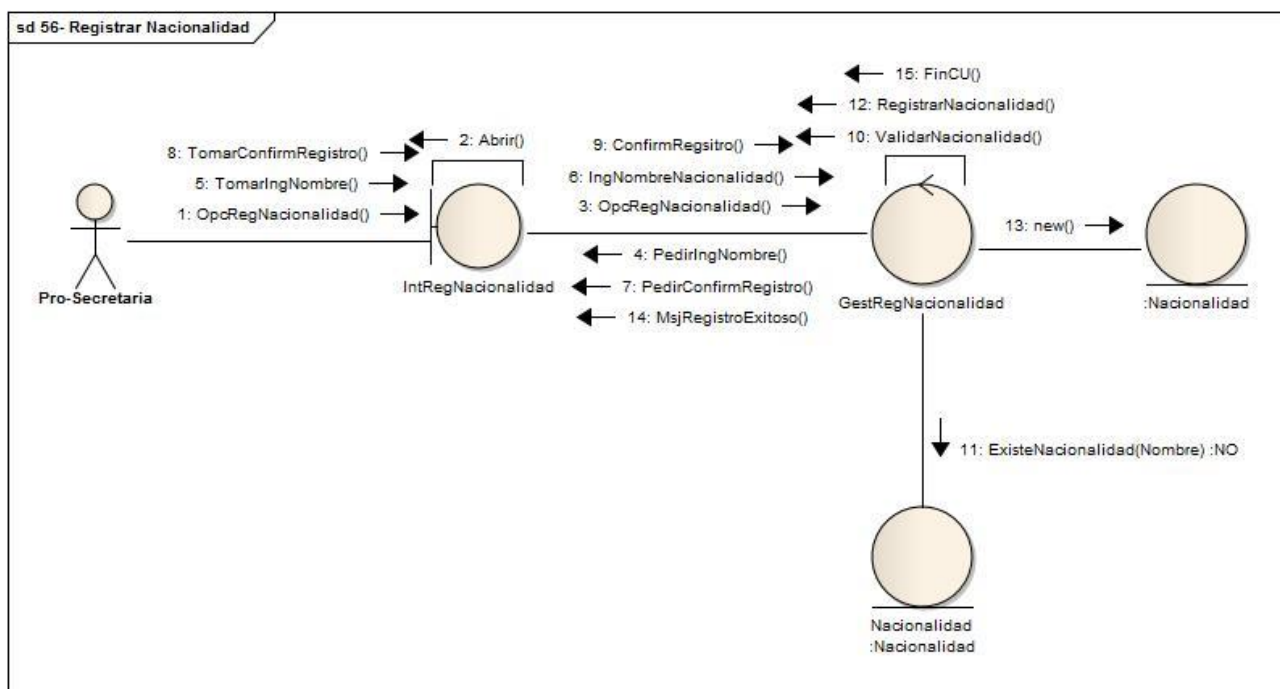 sd 56- Registrar Nacionalidad
15: FinCU()
12: RegistrarNacionalidad()
2: Abrir()
10: ValidarNacionalidad()
9: ConfirmRegsitro()
8: TomarConfirmRegistro()
6: IngNombreNacionalidad()
5: TomarIngNombre()
3: OpcRegNacionalidad()
1: OpcRegNacionalidad()
13: new()
4: PedirIngNombre()
7: PedirConfirmRegistro()
14: MsjRegistroExitoso()
Pro-Secretaria
IntRegNacionalidad
GestRegNacionalidad
:Nacionalidad
11: ExisteNacionalidad(Nombre) :NO
Nacionalidad
:Nacionalidad